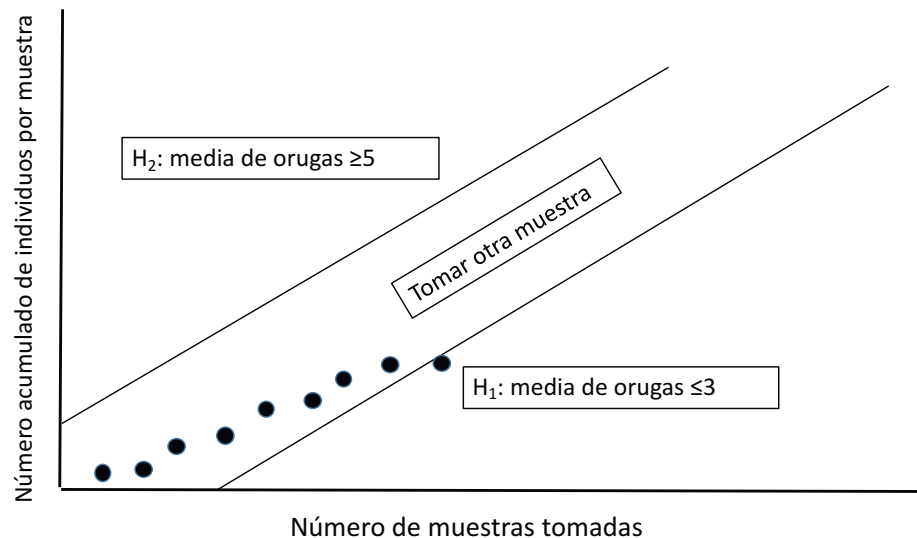 Número acumulado de individuos por muestra
H₂: media de orugas ≥5
Tomar otra muestra
H₁: media de orugas ≤3
Número de muestras tomadas